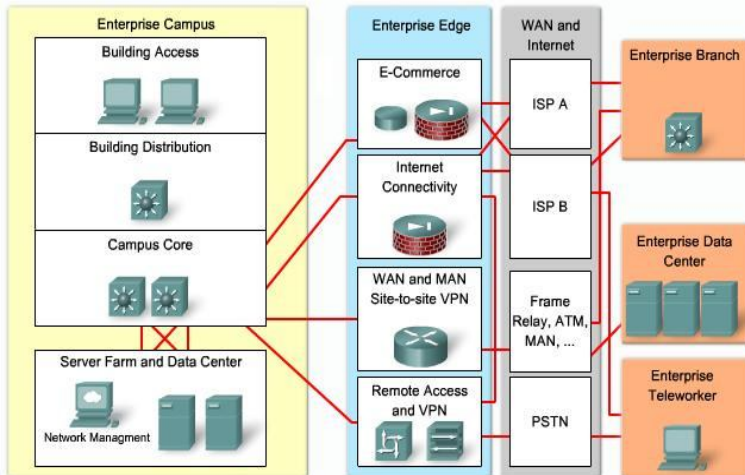 Enterprise Campus
Building Access
Building Distribution
Campus Core
Server Farm and Data Center
Network Managment
Enterprise Edge
E-Commerce
Internet
Connectivity
WAN and MAN
Site-to-site VPN
Remote Access
and VPN
WAN and
Internet
ISP A
ISP B
Frame
Relay, ATM,
MAN, ...
PSTN
Enterprise Branch
Enterprise Data
Center
Enterprise
Teleworker